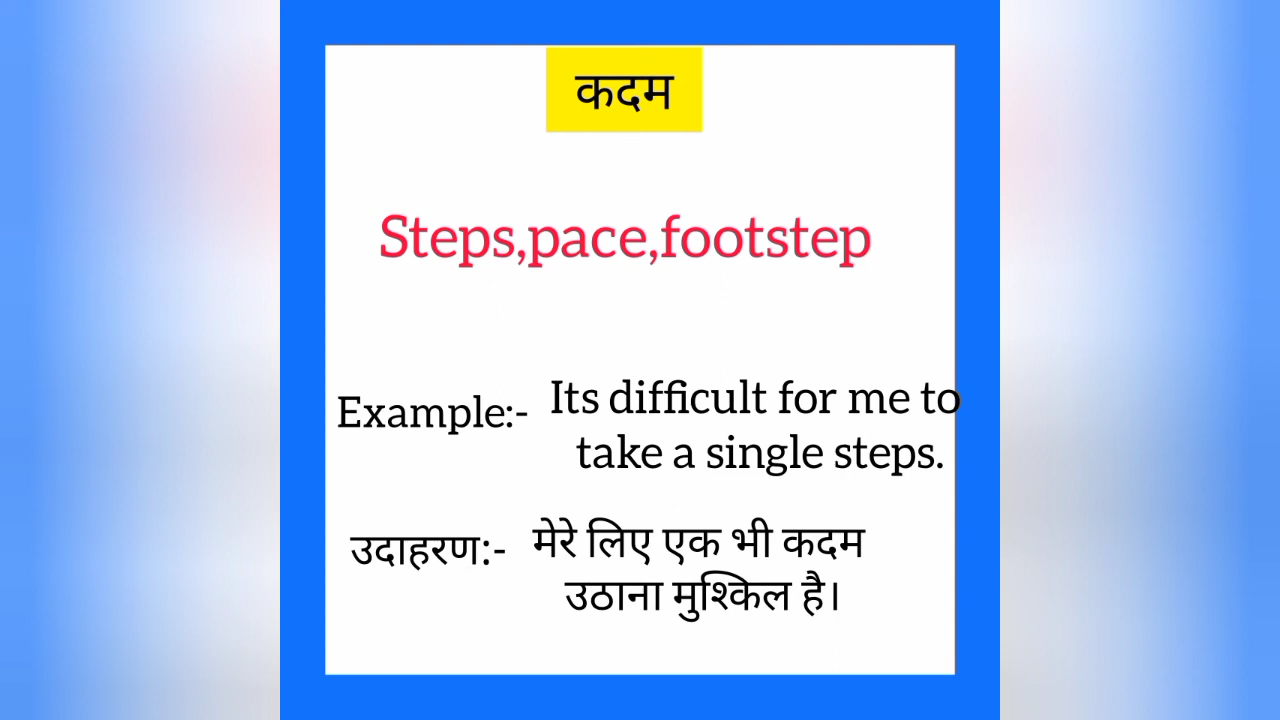 कदम
Steps,pace,footstep
Example:- Its difficult for me to
take a single steps.
उदाहरण:- मेरे लिए एक भी कदम
उठाना मुश्किल है।